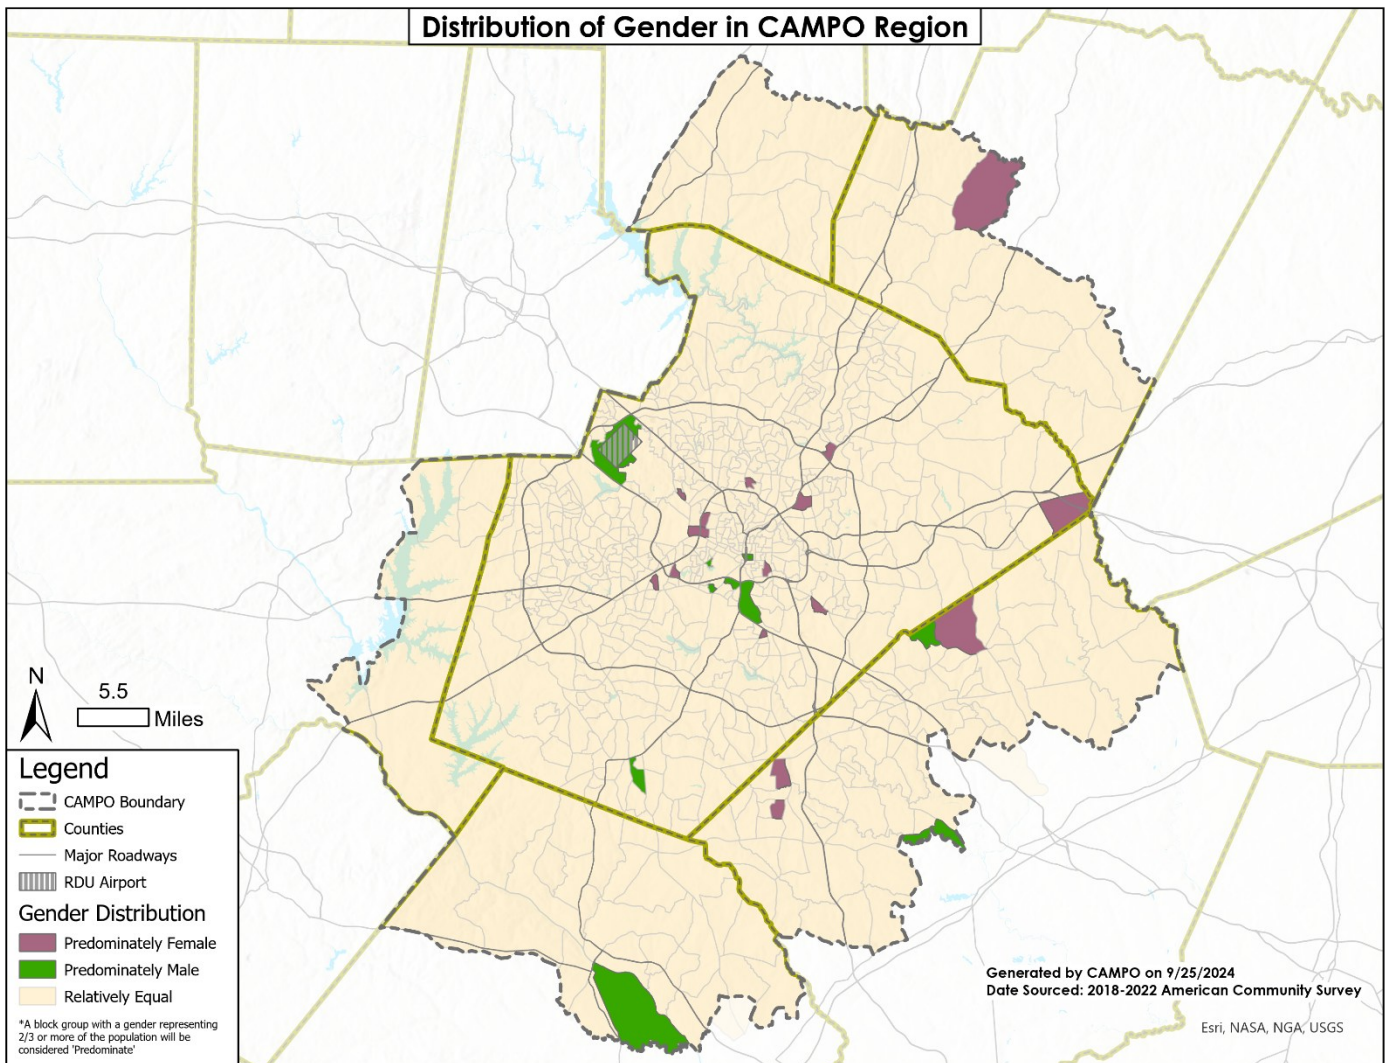 Distribution of Gender in CAMPO Region
N
5.5
Miles
Legend
CAMPO Boundary
Counties
Major Roadways
RDU Airport
Gender Distribution
Predominately Female
Predominately Male
Relatively Equal
*A block group with a gender representing
2/3 or more of the population will be
considered 'Predominate'
Generated by CAMPO on 9/25/2024
Date Sourced: 2018-2022 American Community Survey
Esri, NASA, NGA, USGS